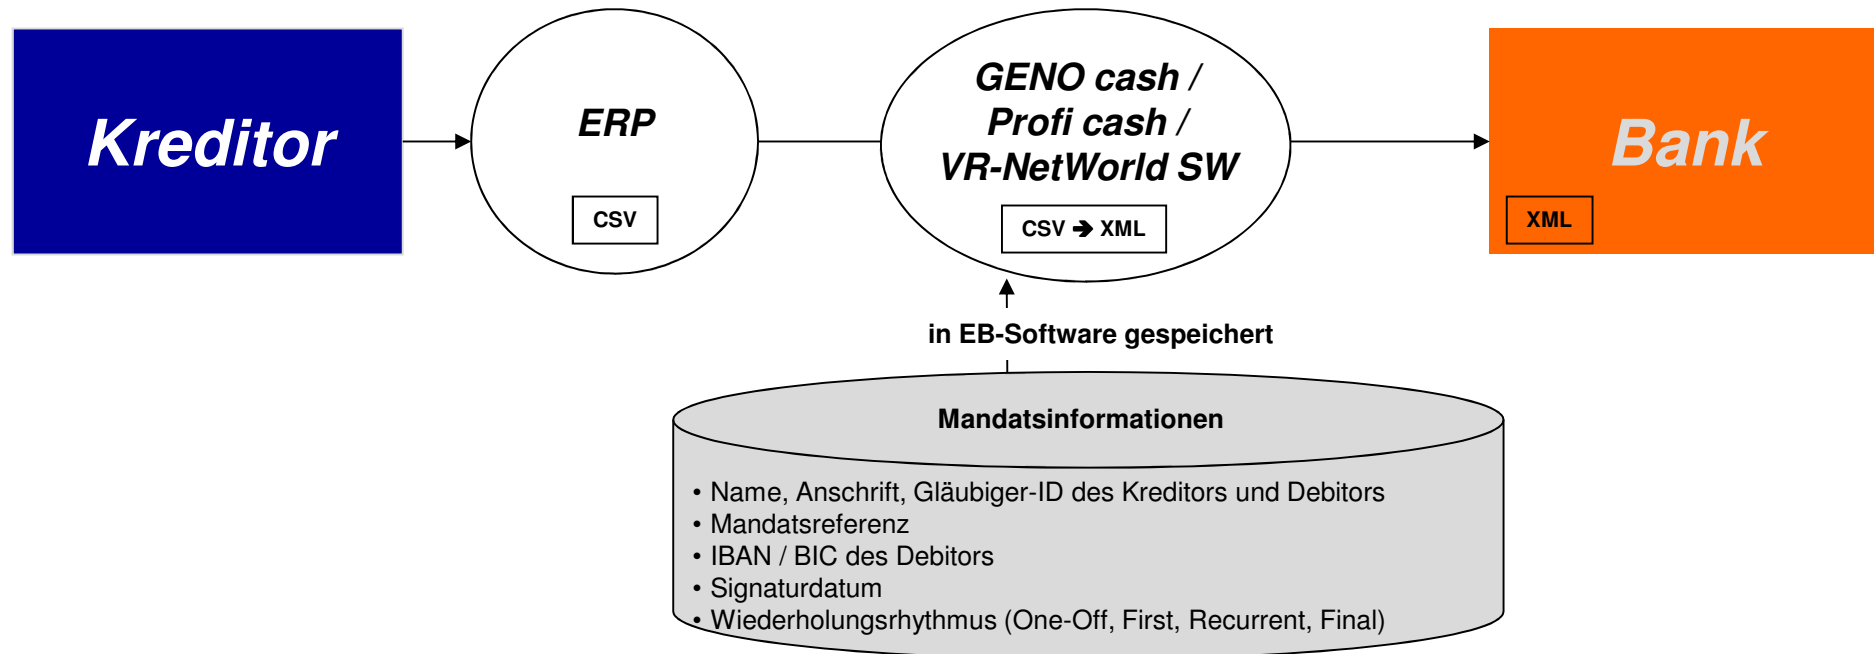 Kreditor
ERP
CSV
GENO cash /
Profi cash /
VR-NetWorld SW
CSV ➔ XML
Bank
XML
in EB-Software gespeichert
Mandatsinformationen
• Name, Anschrift, Gläubiger-ID des Kreditors und Debitors
• Mandatsreferenz
• IBAN / BIC des Debitors
• Signaturdatum
• Wiederholungsrhythmus (One-Off, First, Recurrent, Final)